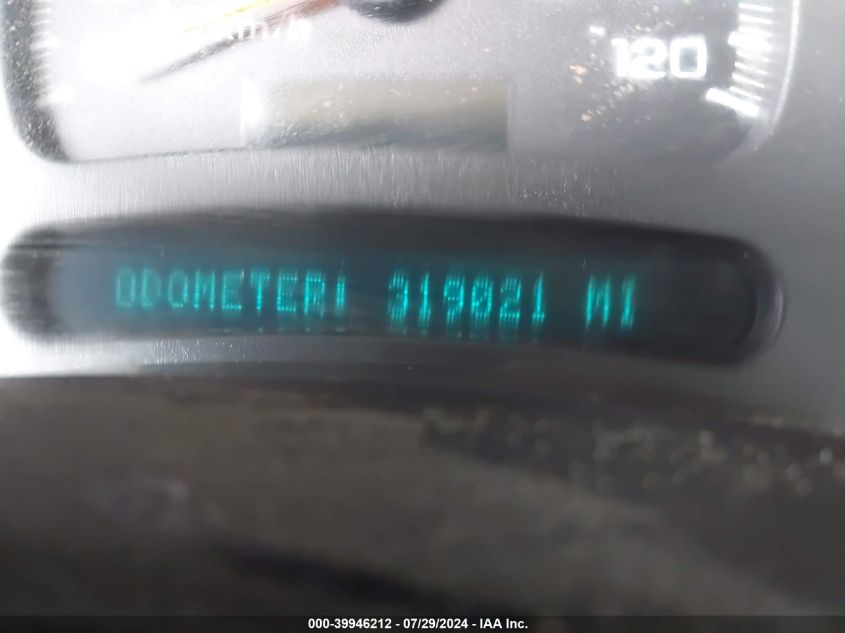 120
ODOMETER: 319021 MI
000-39946212 - 07/29/2024 - IAA Inc.